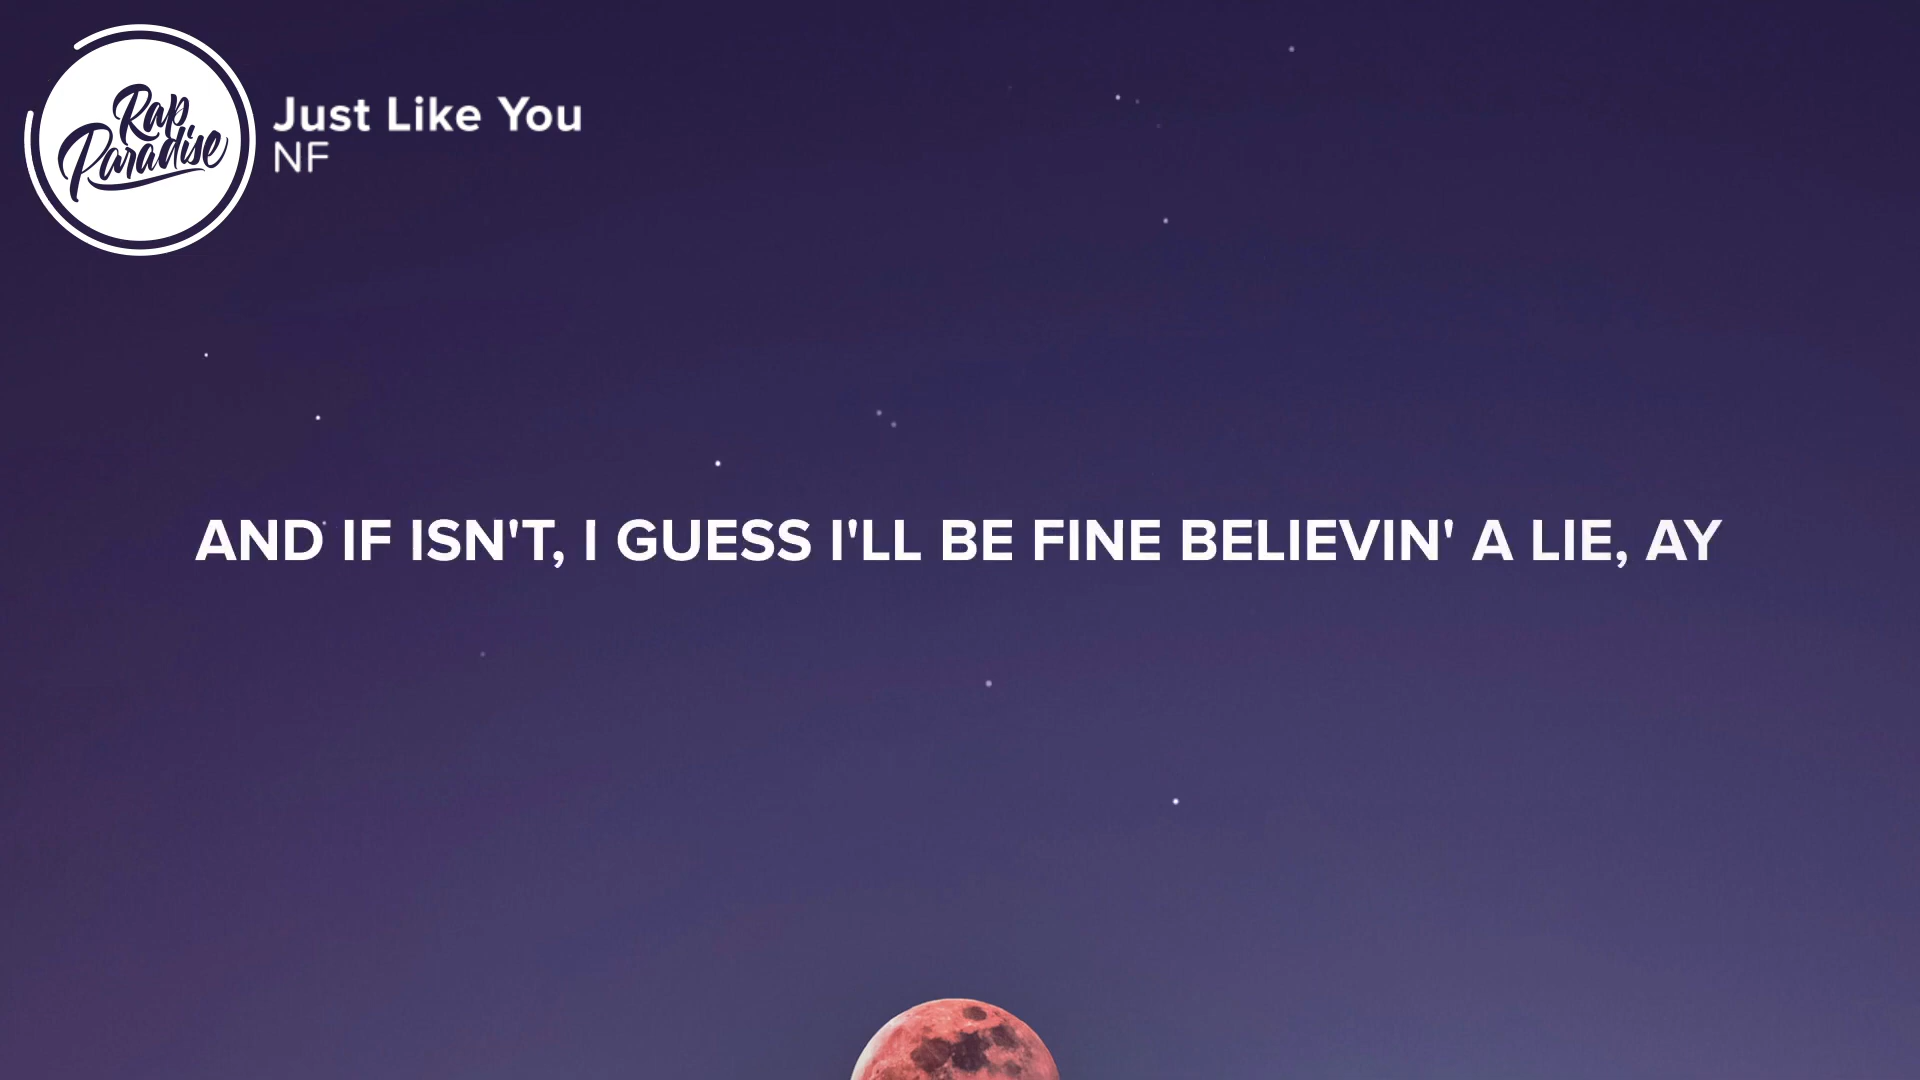 Rap
Paradise
Just Like You
NF
AND IF ISN'T, I GUESS I'LL BE FINE BELIEVIN' A LIE, AY